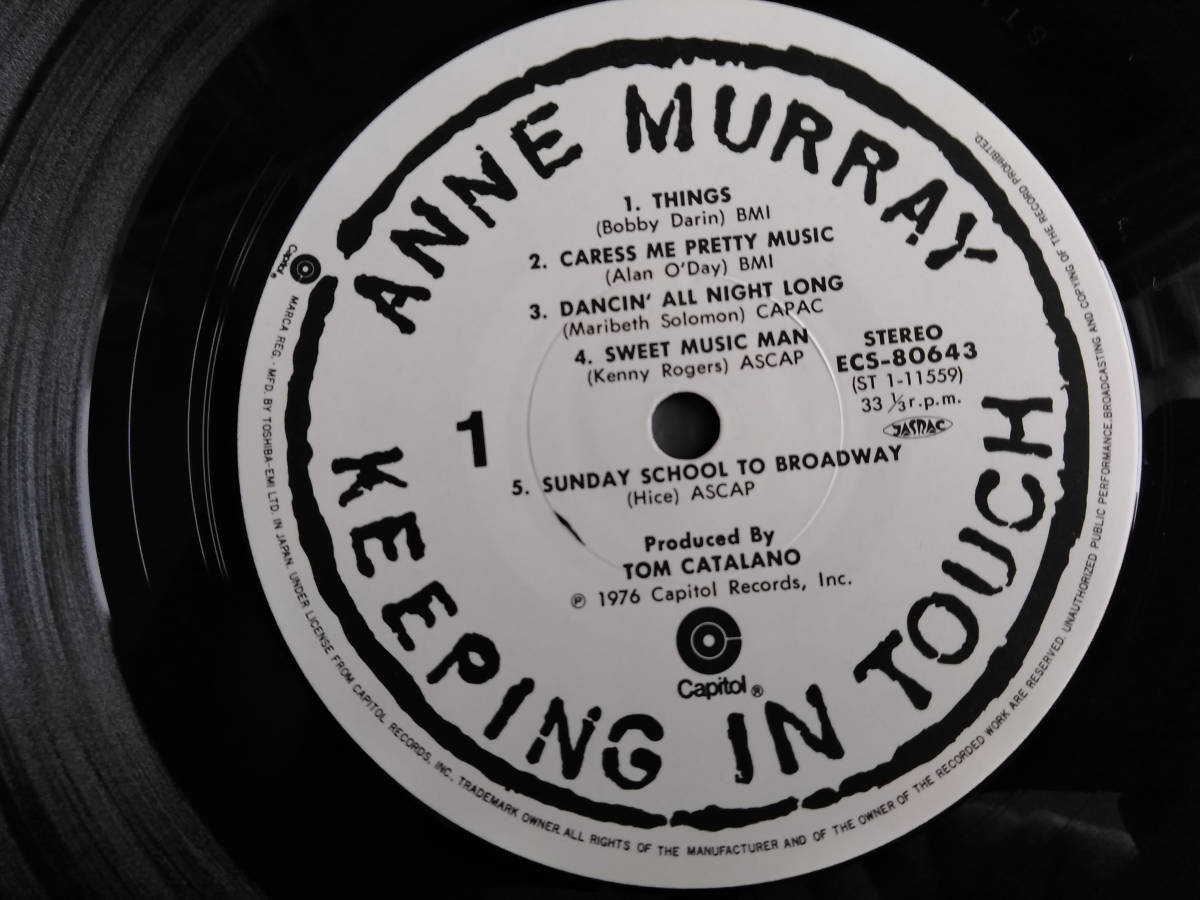 ANNE MURRAY
1. THINGS
(Bobby Darin) BMI
2. CARESS ME PRETTY MUSIC
(Alan O'Day) BMI
3. DANCIN' ALL NIGHT LONG
(Maribeth Solomon) CAPAC
4. SWEET MUSIC MAN
(Kenny Rogers) ASCAP
STEREO
ECS-80643
(ST 1-11559)
33 ⅓ r.p.m.
JASRAC
1
5. SUNDAY SCHOOL TO BROADWAY
(Hice) ASCAP
Produced By
TOM CATALANO
℗ 1976 Capitol Records, Inc.
Capitol®
KEEPING IN TOUCH
Capitol®
MARCA REG. · MFD. BY TOSHIBA-EMI LTD. IN JAPAN. UNDER LICENSE FROM CAPITOL RECORDS, INC., TRADEMARK OWNER. ALL RIGHTS OF THE MANUFACTURER AND OF THE OWNER OF THE RECORDED WORK ARE RESERVED. UNAUTHORIZED PUBLIC PERFORMANCE. BROADCASTING AND COPYING OF THE RECORD PROHIBITED.